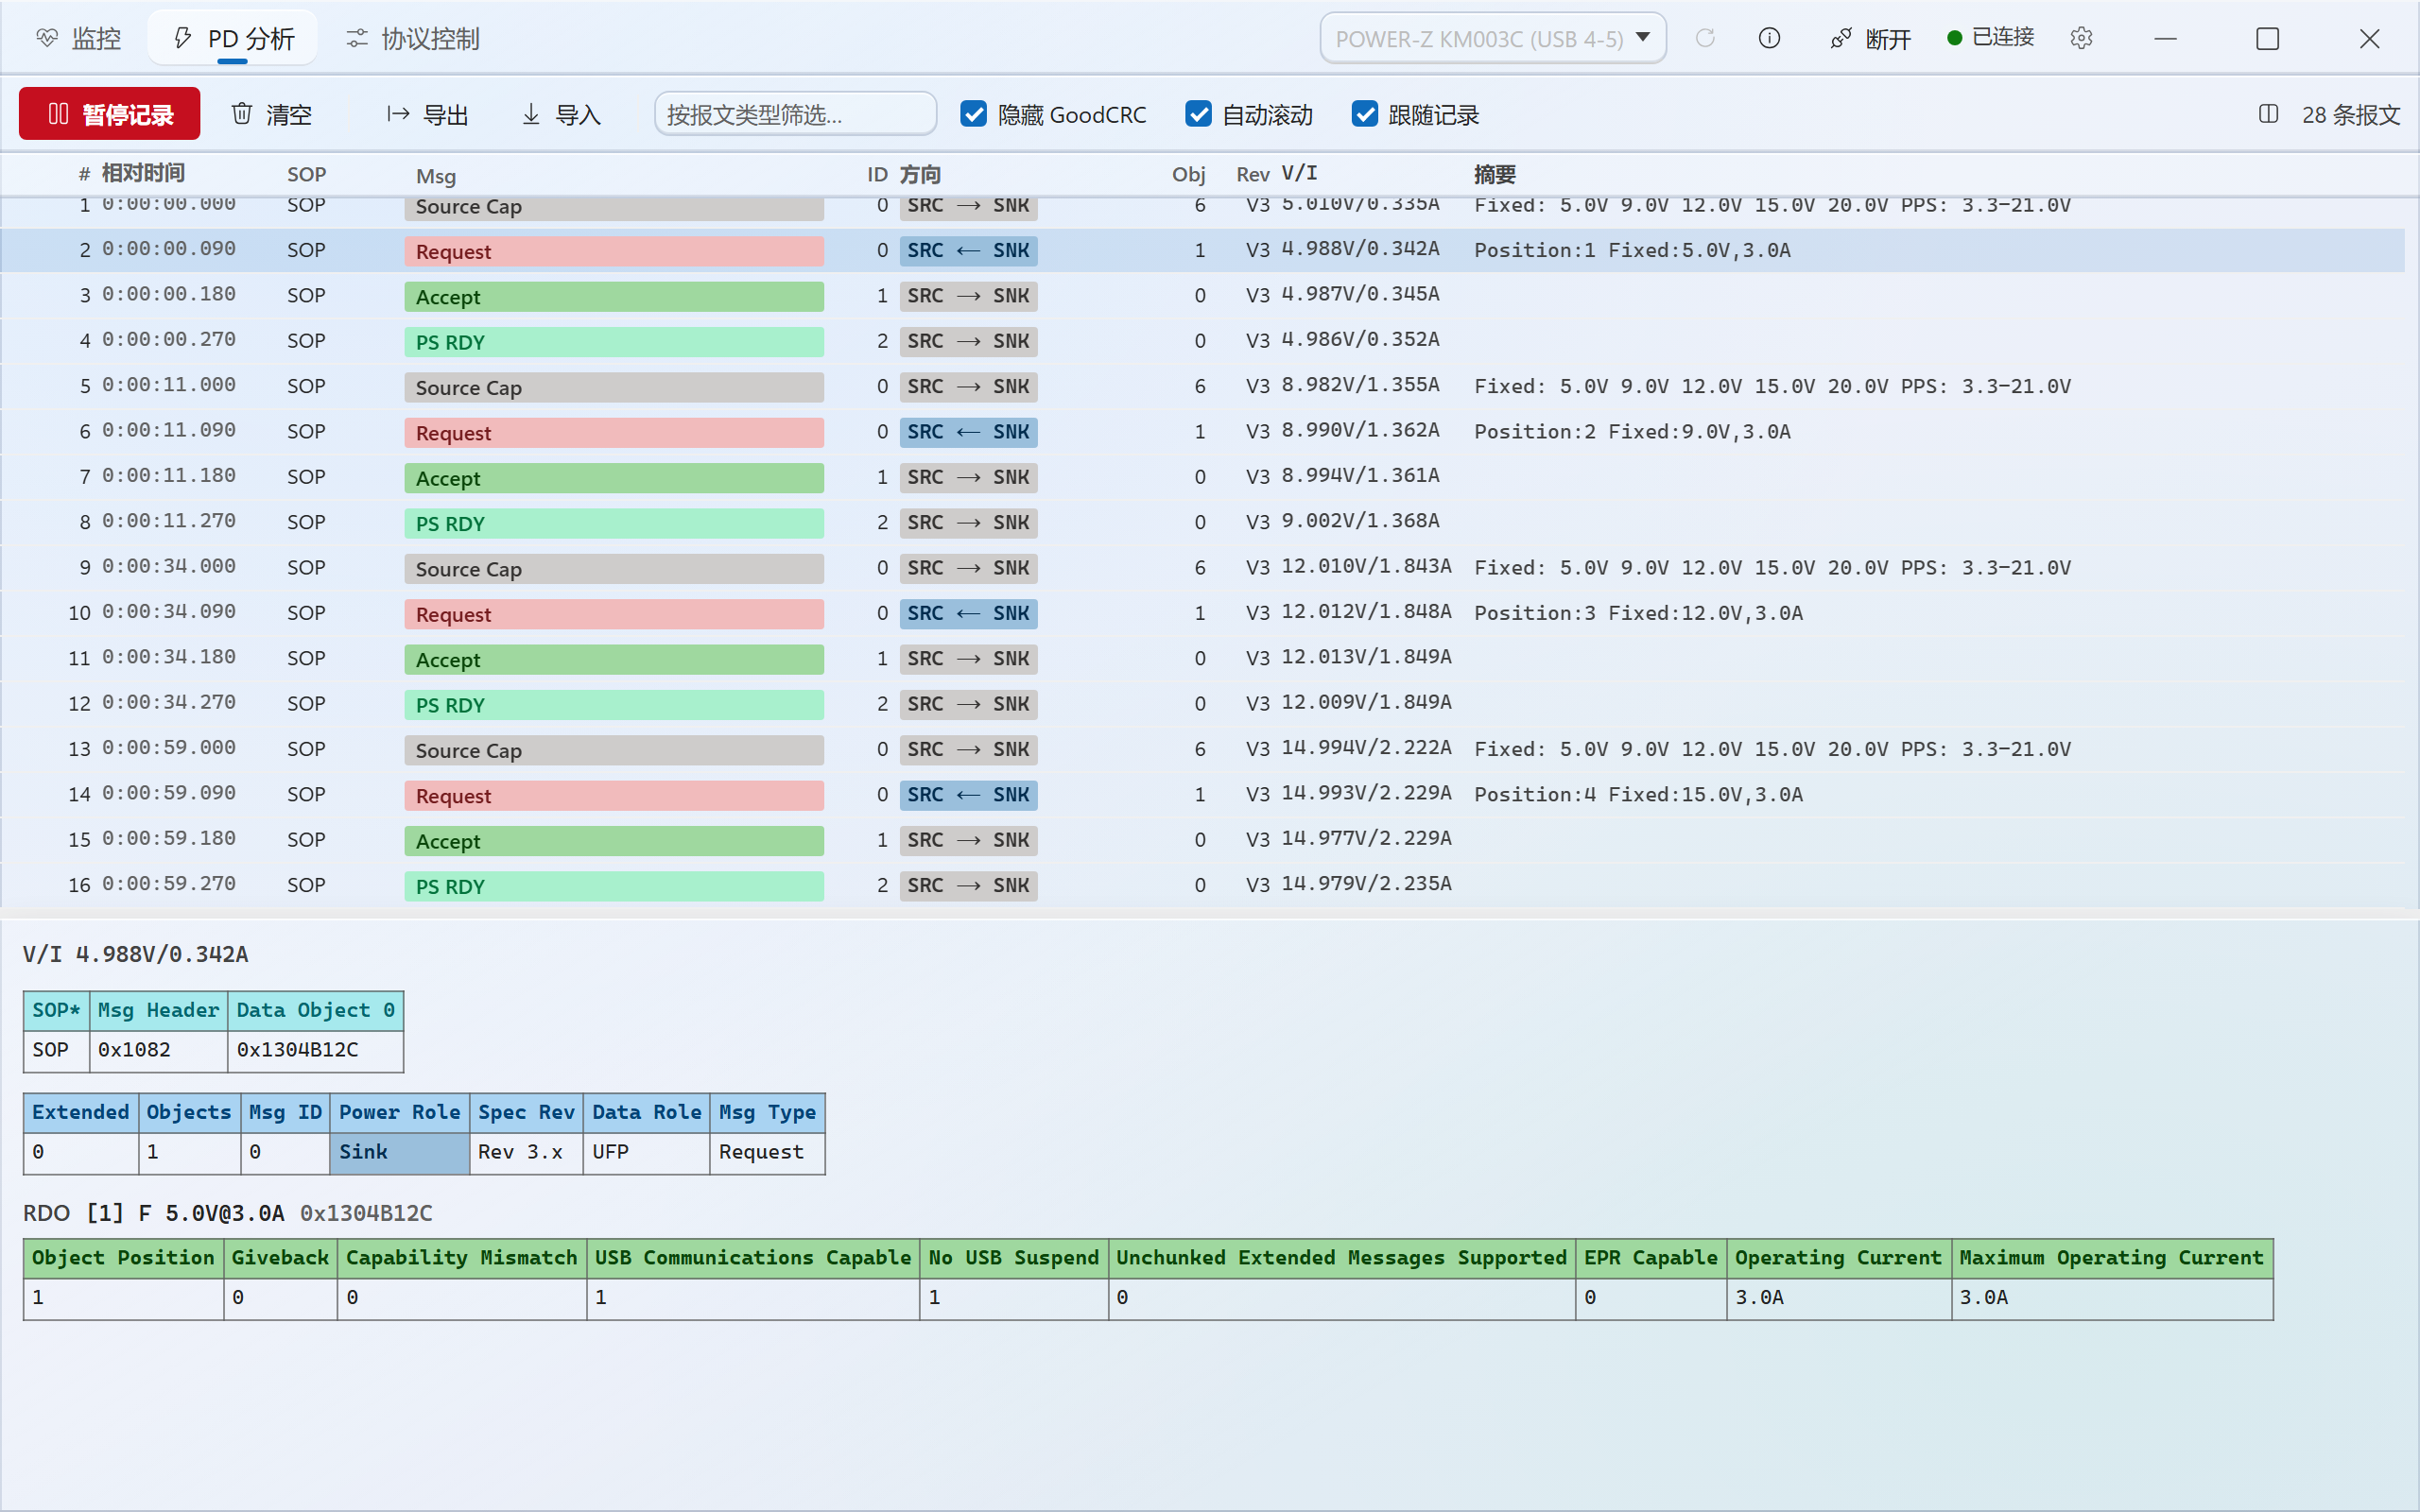 监控 PD 分析 协议控制 POWER-Z KM003C (USB 4-5) 断开 已连接
暂停记录 清空 导出 导入 按报文类型筛选... 隐藏 GoodCRC 自动滚动 跟随记录 28 条报文
# 相对时间 SOP Msg ID 方向 Obj Rev V/I 摘要
1 0:00:00.000 SOP Source Cap 0 SRC → SNK 6 V3 5.010V/0.335A Fixed: 5.0V 9.0V 12.0V 15.0V 20.0V PPS: 3.3-21.0V
2 0:00:00.090 SOP Request 0 SRC ← SNK 1 V3 4.988V/0.342A Position:1 Fixed:5.0V,3.0A
3 0:00:00.180 SOP Accept 1 SRC → SNK 0 V3 4.987V/0.345A
4 0:00:00.270 SOP PS RDY 2 SRC → SNK 0 V3 4.986V/0.352A
5 0:00:11.000 SOP Source Cap 0 SRC → SNK 6 V3 8.982V/1.355A Fixed: 5.0V 9.0V 12.0V 15.0V 20.0V PPS: 3.3-21.0V
6 0:00:11.090 SOP Request 0 SRC ← SNK 1 V3 8.990V/1.362A Position:2 Fixed:9.0V,3.0A
7 0:00:11.180 SOP Accept 1 SRC → SNK 0 V3 8.994V/1.361A
8 0:00:11.270 SOP PS RDY 2 SRC → SNK 0 V3 9.002V/1.368A
9 0:00:34.000 SOP Source Cap 0 SRC → SNK 6 V3 12.010V/1.843A Fixed: 5.0V 9.0V 12.0V 15.0V 20.0V PPS: 3.3-21.0V
10 0:00:34.090 SOP Request 0 SRC ← SNK 1 V3 12.012V/1.848A Position:3 Fixed:12.0V,3.0A
11 0:00:34.180 SOP Accept 1 SRC → SNK 0 V3 12.013V/1.849A
12 0:00:34.270 SOP PS RDY 2 SRC → SNK 0 V3 12.009V/1.849A
13 0:00:59.000 SOP Source Cap 0 SRC → SNK 6 V3 14.994V/2.222A Fixed: 5.0V 9.0V 12.0V 15.0V 20.0V PPS: 3.3-21.0V
14 0:00:59.090 SOP Request 0 SRC ← SNK 1 V3 14.993V/2.229A Position:4 Fixed:15.0V,3.0A
15 0:00:59.180 SOP Accept 1 SRC → SNK 0 V3 14.977V/2.229A
16 0:00:59.270 SOP PS RDY 2 SRC → SNK 0 V3 14.979V/2.235A
V/I 4.988V/0.342A
SOP* Msg Header Data Object 0
SOP 0x1082 0x1304B12C
Extended Objects Msg ID Power Role Spec Rev Data Role Msg Type
0 1 0 Sink Rev 3.x UFP Request
RDO [1] F 5.0V@3.0A 0x1304B12C
Object Position Giveback Capability Mismatch USB Communications Capable No USB Suspend Unchunked Extended Messages Supported EPR Capable Operating Current Maximum Operating Current
1 0 0 1 1 0 0 3.0A 3.0A